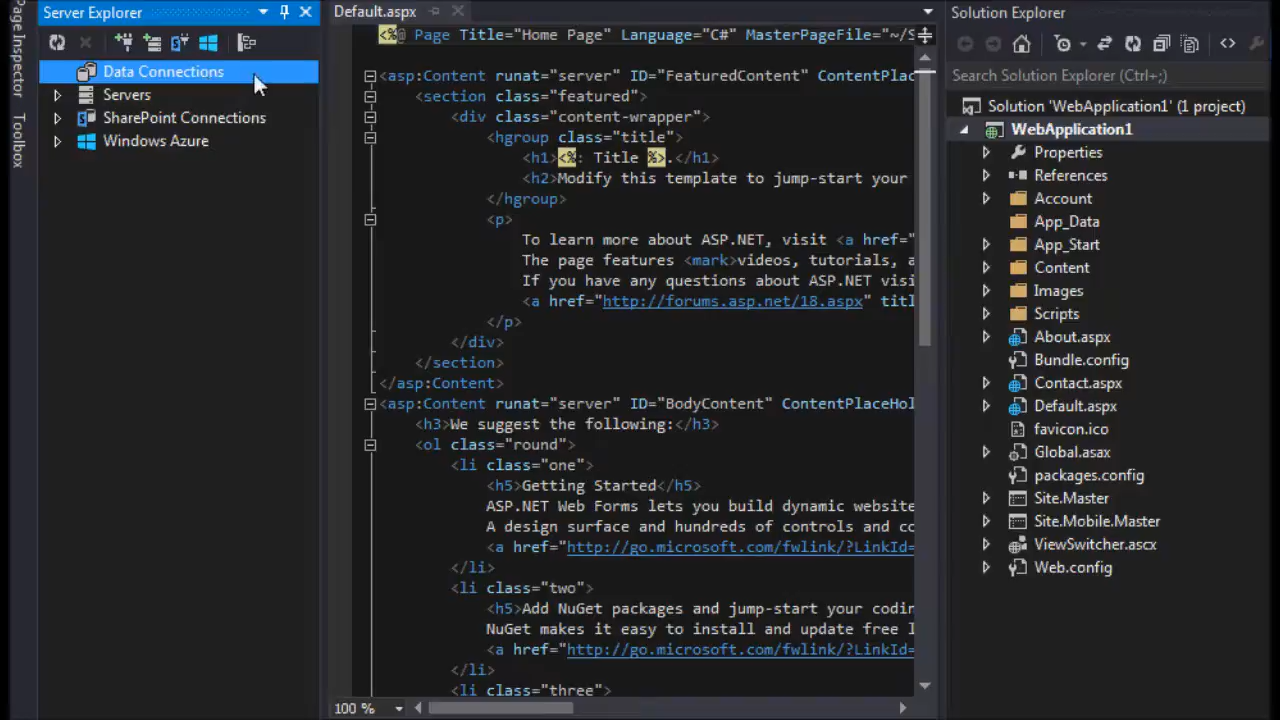 Page Inspector
Toolbox
Server Explorer
Data Connections
Servers
SharePoint Connections
Windows Azure
Default.aspx
<%@ Page Title="Home Page" Language="C#" MasterPageFile="~/S
<asp:Content runat="server" ID="FeaturedContent" ContentPlac
<section class="featured">
<div class="content-wrapper">
<hgroup class="title">
<h1><%: Title %>.</h1>
<h2>Modify this template to jump-start your
</hgroup>
<p>
To learn more about ASP.NET, visit <a href="
The page features <mark>videos, tutorials, a
If you have any questions about ASP.NET visi
<a href="http://forums.asp.net/18.aspx" titl
</p>
</div>
</section>
</asp:Content>
<asp:Content runat="server" ID="BodyContent" ContentPlaceHol
<h3>We suggest the following:</h3>
<ol class="round">
<li class="one">
<h5>Getting Started</h5>
ASP.NET Web Forms lets you build dynamic website
A design surface and hundreds of controls and co
<a href="http://go.microsoft.com/fwlink/?LinkId=
</li>
<li class="two">
<h5>Add NuGet packages and jump-start your codin
NuGet makes it easy to install and update free l
<a href="http://go.microsoft.com/fwlink/?LinkId=
</li>
<li class="three">
100 %
Solution Explorer
Search Solution Explorer (Ctrl+;)
Solution 'WebApplication1' (1 project)
WebApplication1
Properties
References
Account
App_Data
App_Start
Content
Images
Scripts
About.aspx
Bundle.config
Contact.aspx
Default.aspx
favicon.ico
Global.asax
packages.config
Site.Master
Site.Mobile.Master
ViewSwitcher.ascx
Web.config